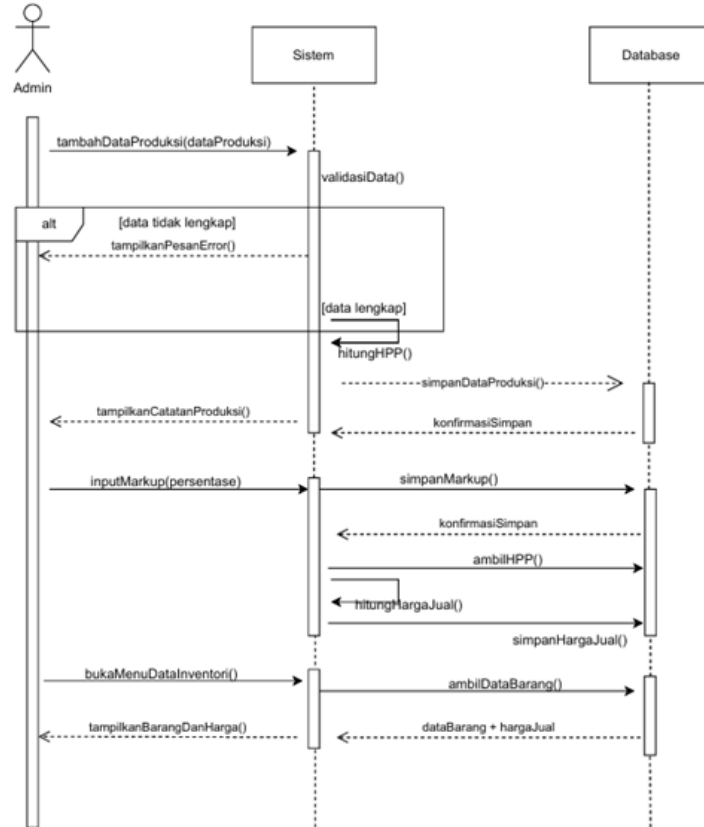 Sistem
Database
Admin
tambahDataProduksi(dataProduksi)
validasiData()
alt
[data tidak lengkap]
tampilkanPesanError()
[data lengkap]
hitungHPP()
simpanDataProduksi()
tampilkanCatatanProduksi()
konfirmasiSimpan
inputMarkup(persentase)
simpanMarkup()
konfirmasiSimpan
ambilHPP()
hitungHargaJual()
simpanHargaJual()
bukaMenuDataInventori()
ambilDataBarang()
tampilkanBarangDanHarga()
dataBarang + hargaJual